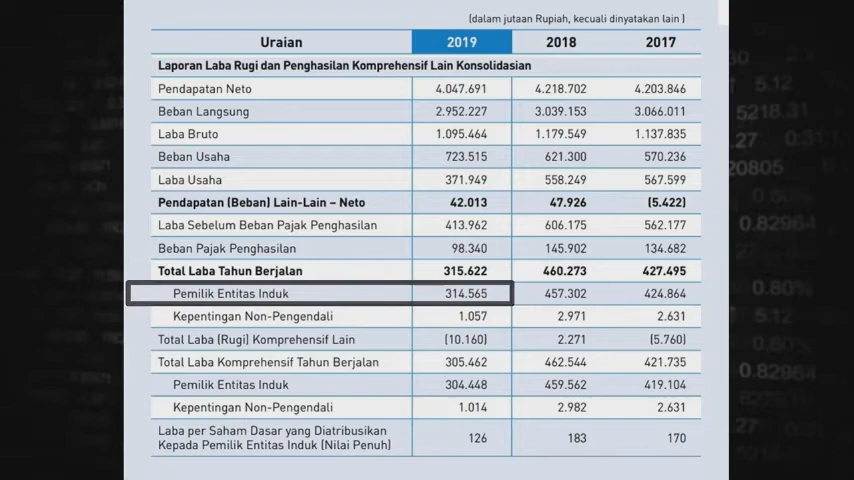 (dalam jutaan Rupiah, kecuali dinyatakan lain )
Uraian 2019 2018 2017
Laporan Laba Rugi dan Penghasilan Komprehensif Lain Konsolidasian
Pendapatan Neto 4.047.691 4.218.702 4.203.846
Beban Langsung 2.952.227 3.039.153 3.066.011
Laba Bruto 1.095.464 1.179.549 1.137.835
Beban Usaha 723.515 621.300 570.236
Laba Usaha 371.949 558.249 567.599
Pendapatan (Beban) Lain-Lain – Neto 42.013 47.926 (5.422)
Laba Sebelum Beban Pajak Penghasilan 413.962 606.175 562.177
Beban Pajak Penghasilan 98.340 145.902 134.682
Total Laba Tahun Berjalan 315.622 460.273 427.495
Pemilik Entitas Induk 314.565 457.302 424.864
Kepentingan Non-Pengendali 1.057 2.971 2.631
Total Laba (Rugi) Komprehensif Lain (10.160) 2.271 (5.760)
Total Laba Komprehensif Tahun Berjalan 305.462 462.544 421.735
Pemilik Entitas Induk 304.448 459.562 419.104
Kepentingan Non-Pengendali 1.014 2.982 2.631
Laba per Saham Dasar yang Diatribusikan
Kepada Pemilik Entitas Induk (Nilai Penuh) 126 183 170